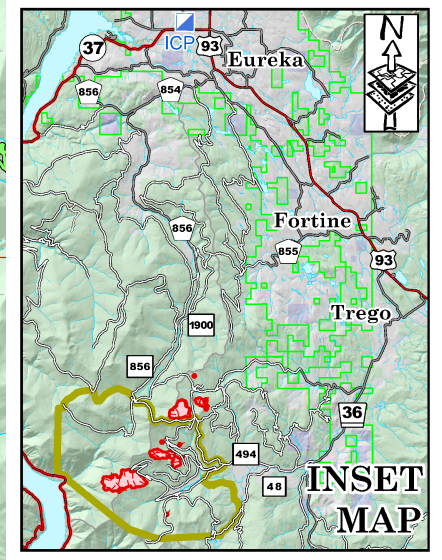 N
37
ICP
93
Eureka
856
854
856
Fortine
855
93
1900
Trego
856
36
494
48
INSET
MAP